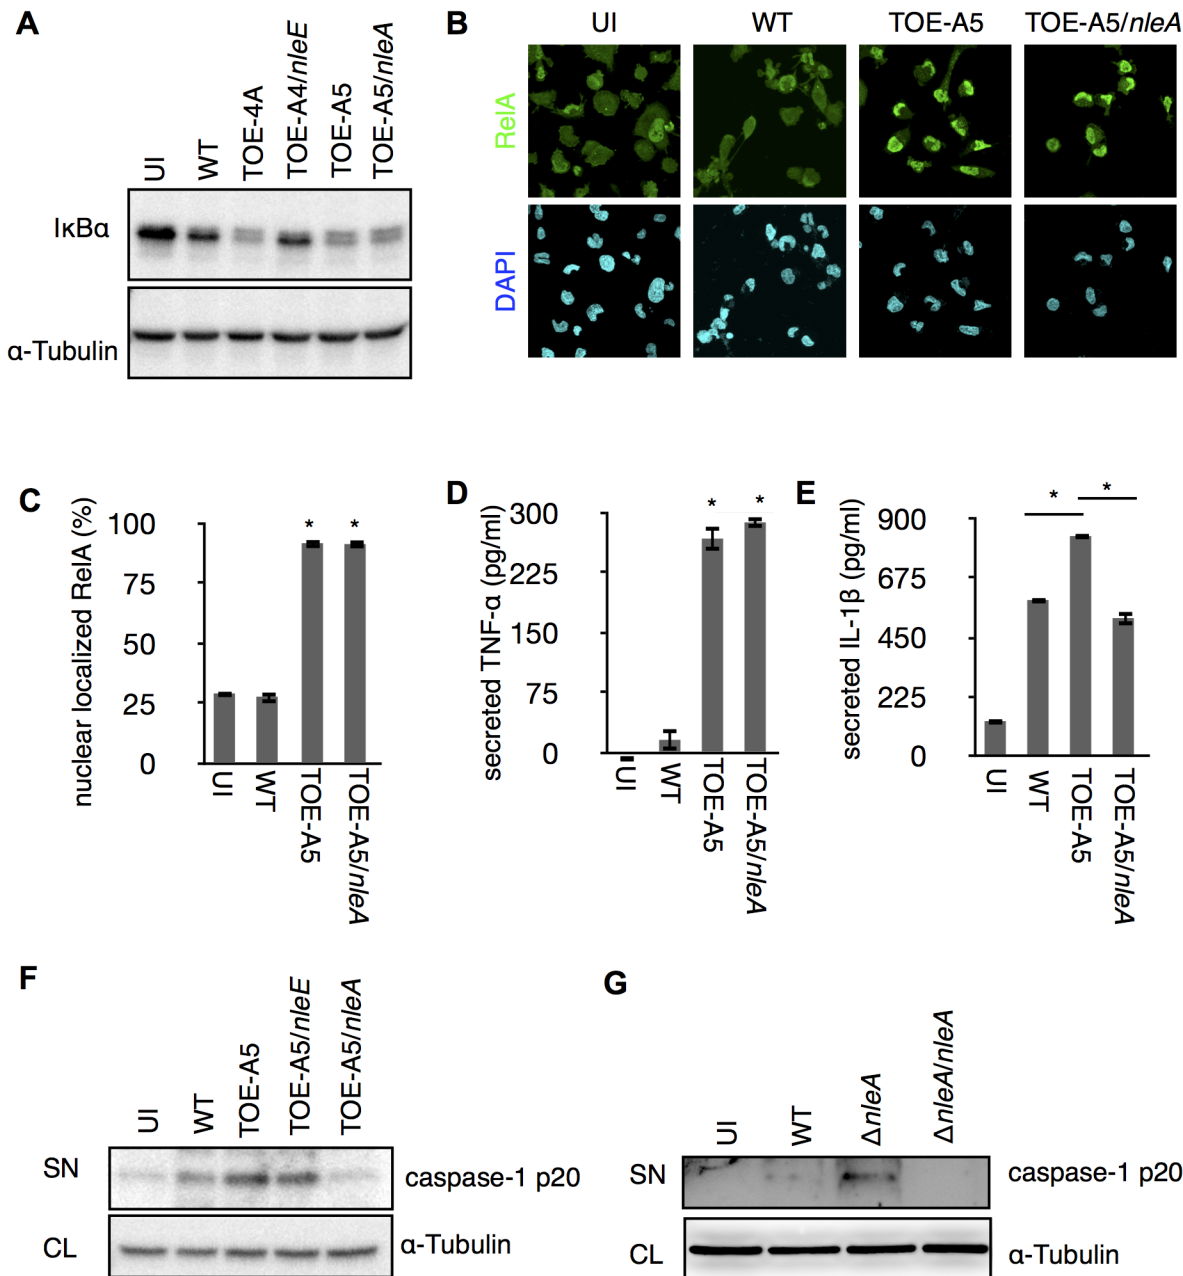 A
UI
WT
TOE-4A
TOE-A4/nleE
TOE-A5
TOE-A5/nleA
IκBα
α-Tubulin
B
UI
WT
TOE-A5
TOE-A5/nleA
RelA
DAPI
C
nuclear localized RelA (%)
100
75
50
25
0
* *
UI
WT
TOE-A5
TOE-A5/nleA
D
secreted TNF-α (pg/ml)
300
225
150
75
0
* *
UI
WT
TOE-A5
TOE-A5/nleA
E
secreted IL-1β (pg/ml)
900
675
450
225
0
* *
UI
WT
TOE-A5
TOE-A5/nleA
F
UI
WT
TOE-A5
TOE-A5/nleE
TOE-A5/nleA
SN
caspase-1 p20
CL
α-Tubulin
G
UI
WT
ΔnleA
ΔnleA/nleA
SN
caspase-1 p20
CL
α-Tubulin